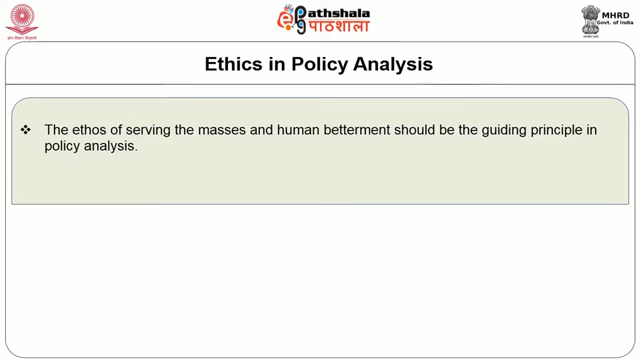 ePathshala
पाठशाला
MHRD
Govt. of India
Ethics in Policy Analysis
❖ The ethos of serving the masses and human betterment should be the guiding principle in
policy analysis.